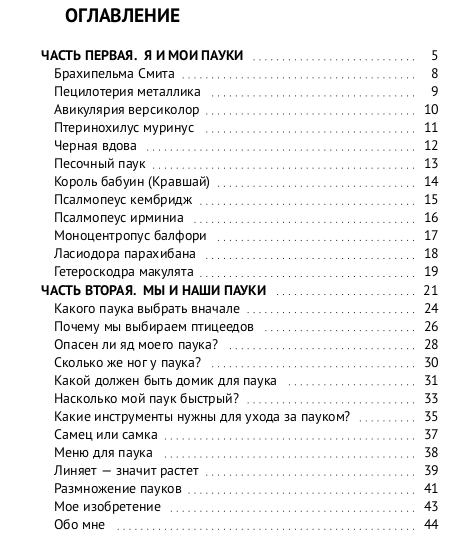 ОГЛАВЛЕНИЕ
ЧАСТЬ ПЕРВАЯ. Я И МОИ ПАУКИ 5
Брахипельма Смита 8
Пецилотерия металлика 9
Авикулярия версиколор 10
Птеринохилус муринус 11
Черная вдова 12
Песочный паук 13
Король бабуин (Кравшай) 14
Псалмопеус кембридж 15
Псалмопеус ирминиа 16
Моноцентропус балфори 17
Ласиодора парахибана 18
Гетероскодра макулята 19
ЧАСТЬ ВТОРАЯ. МЫ И НАШИ ПАУКИ 21
Какого паука выбрать вначале 24
Почему мы выбираем птицеедов 26
Опасен ли яд моего паука? 28
Сколько же ног у паука? 30
Какой должен быть домик для паука 31
Насколько мой паук быстрый? 33
Какие инструменты нужны для ухода за пауком? 35
Самец или самка 37
Меню для паука 38
Линяет — значит растет 39
Размножение пауков 41
Мое изобретение 43
Обо мне 44